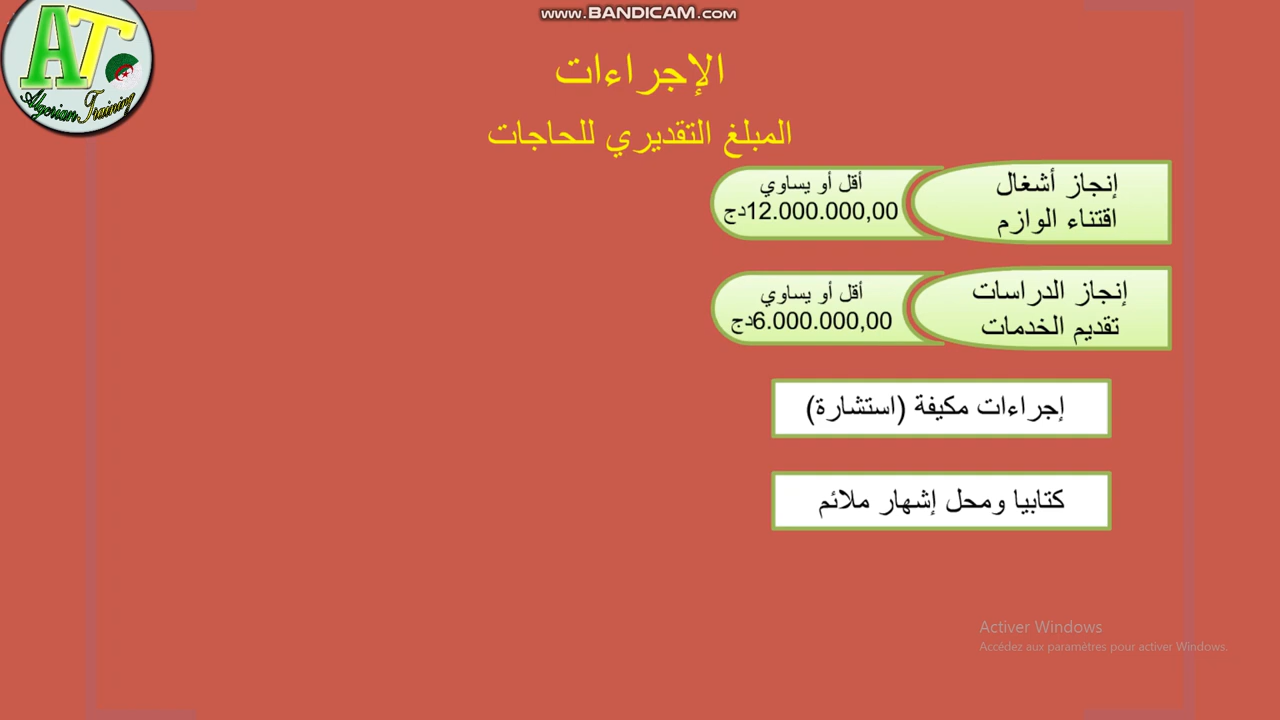 www.BANDICAM.com
AT
Algerian Training
الإجراءات
المبلغ التقديري للحاجات
إنجاز أشغال
اقتناء الوازم
أقل أو يساوي
12.000.000,00دج
إنجاز الدراسات
تقديم الخدمات
أقل أو يساوي
6.000.000,00دج
إجراءات مكيفة (استشارة)
كتابيا ومحل إشهار ملائم
Activer Windows
Accédez aux paramètres pour activer Windows.